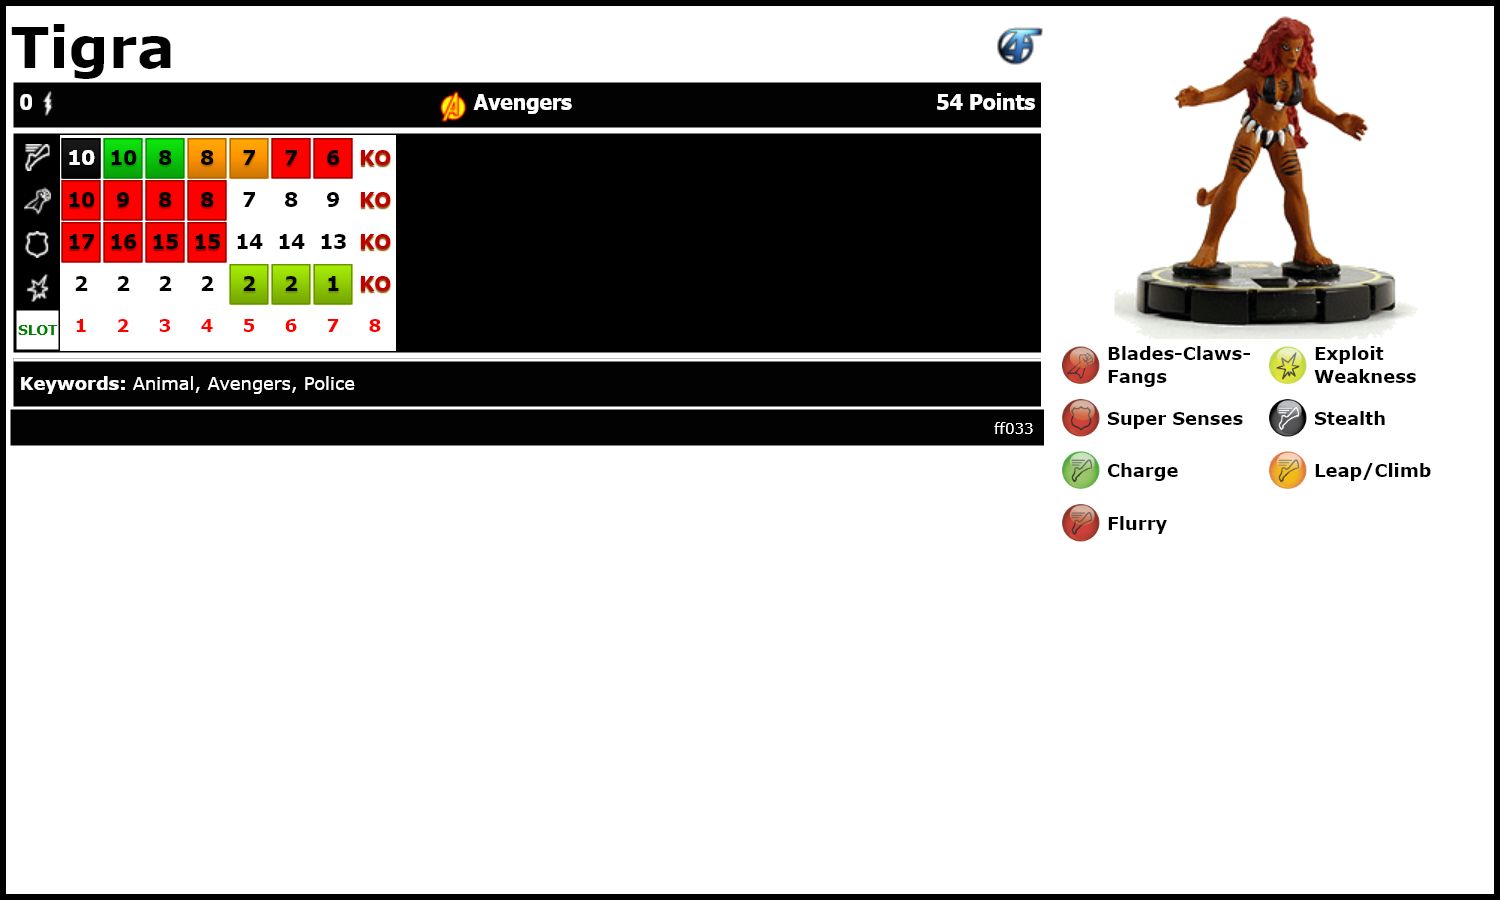 Tigra
0 Avengers 54 Points
10 10 8 8 7 7 6 KO
10 9 8 8 7 8 9 KO
17 16 15 15 14 14 13 KO
2 2 2 2 2 2 1 KO
SLOT 1 2 3 4 5 6 7 8
Keywords: Animal, Avengers, Police
ff033
Blades-Claws-
Fangs
Exploit
Weakness
Super Senses
Stealth
Charge
Leap/Climb
Flurry